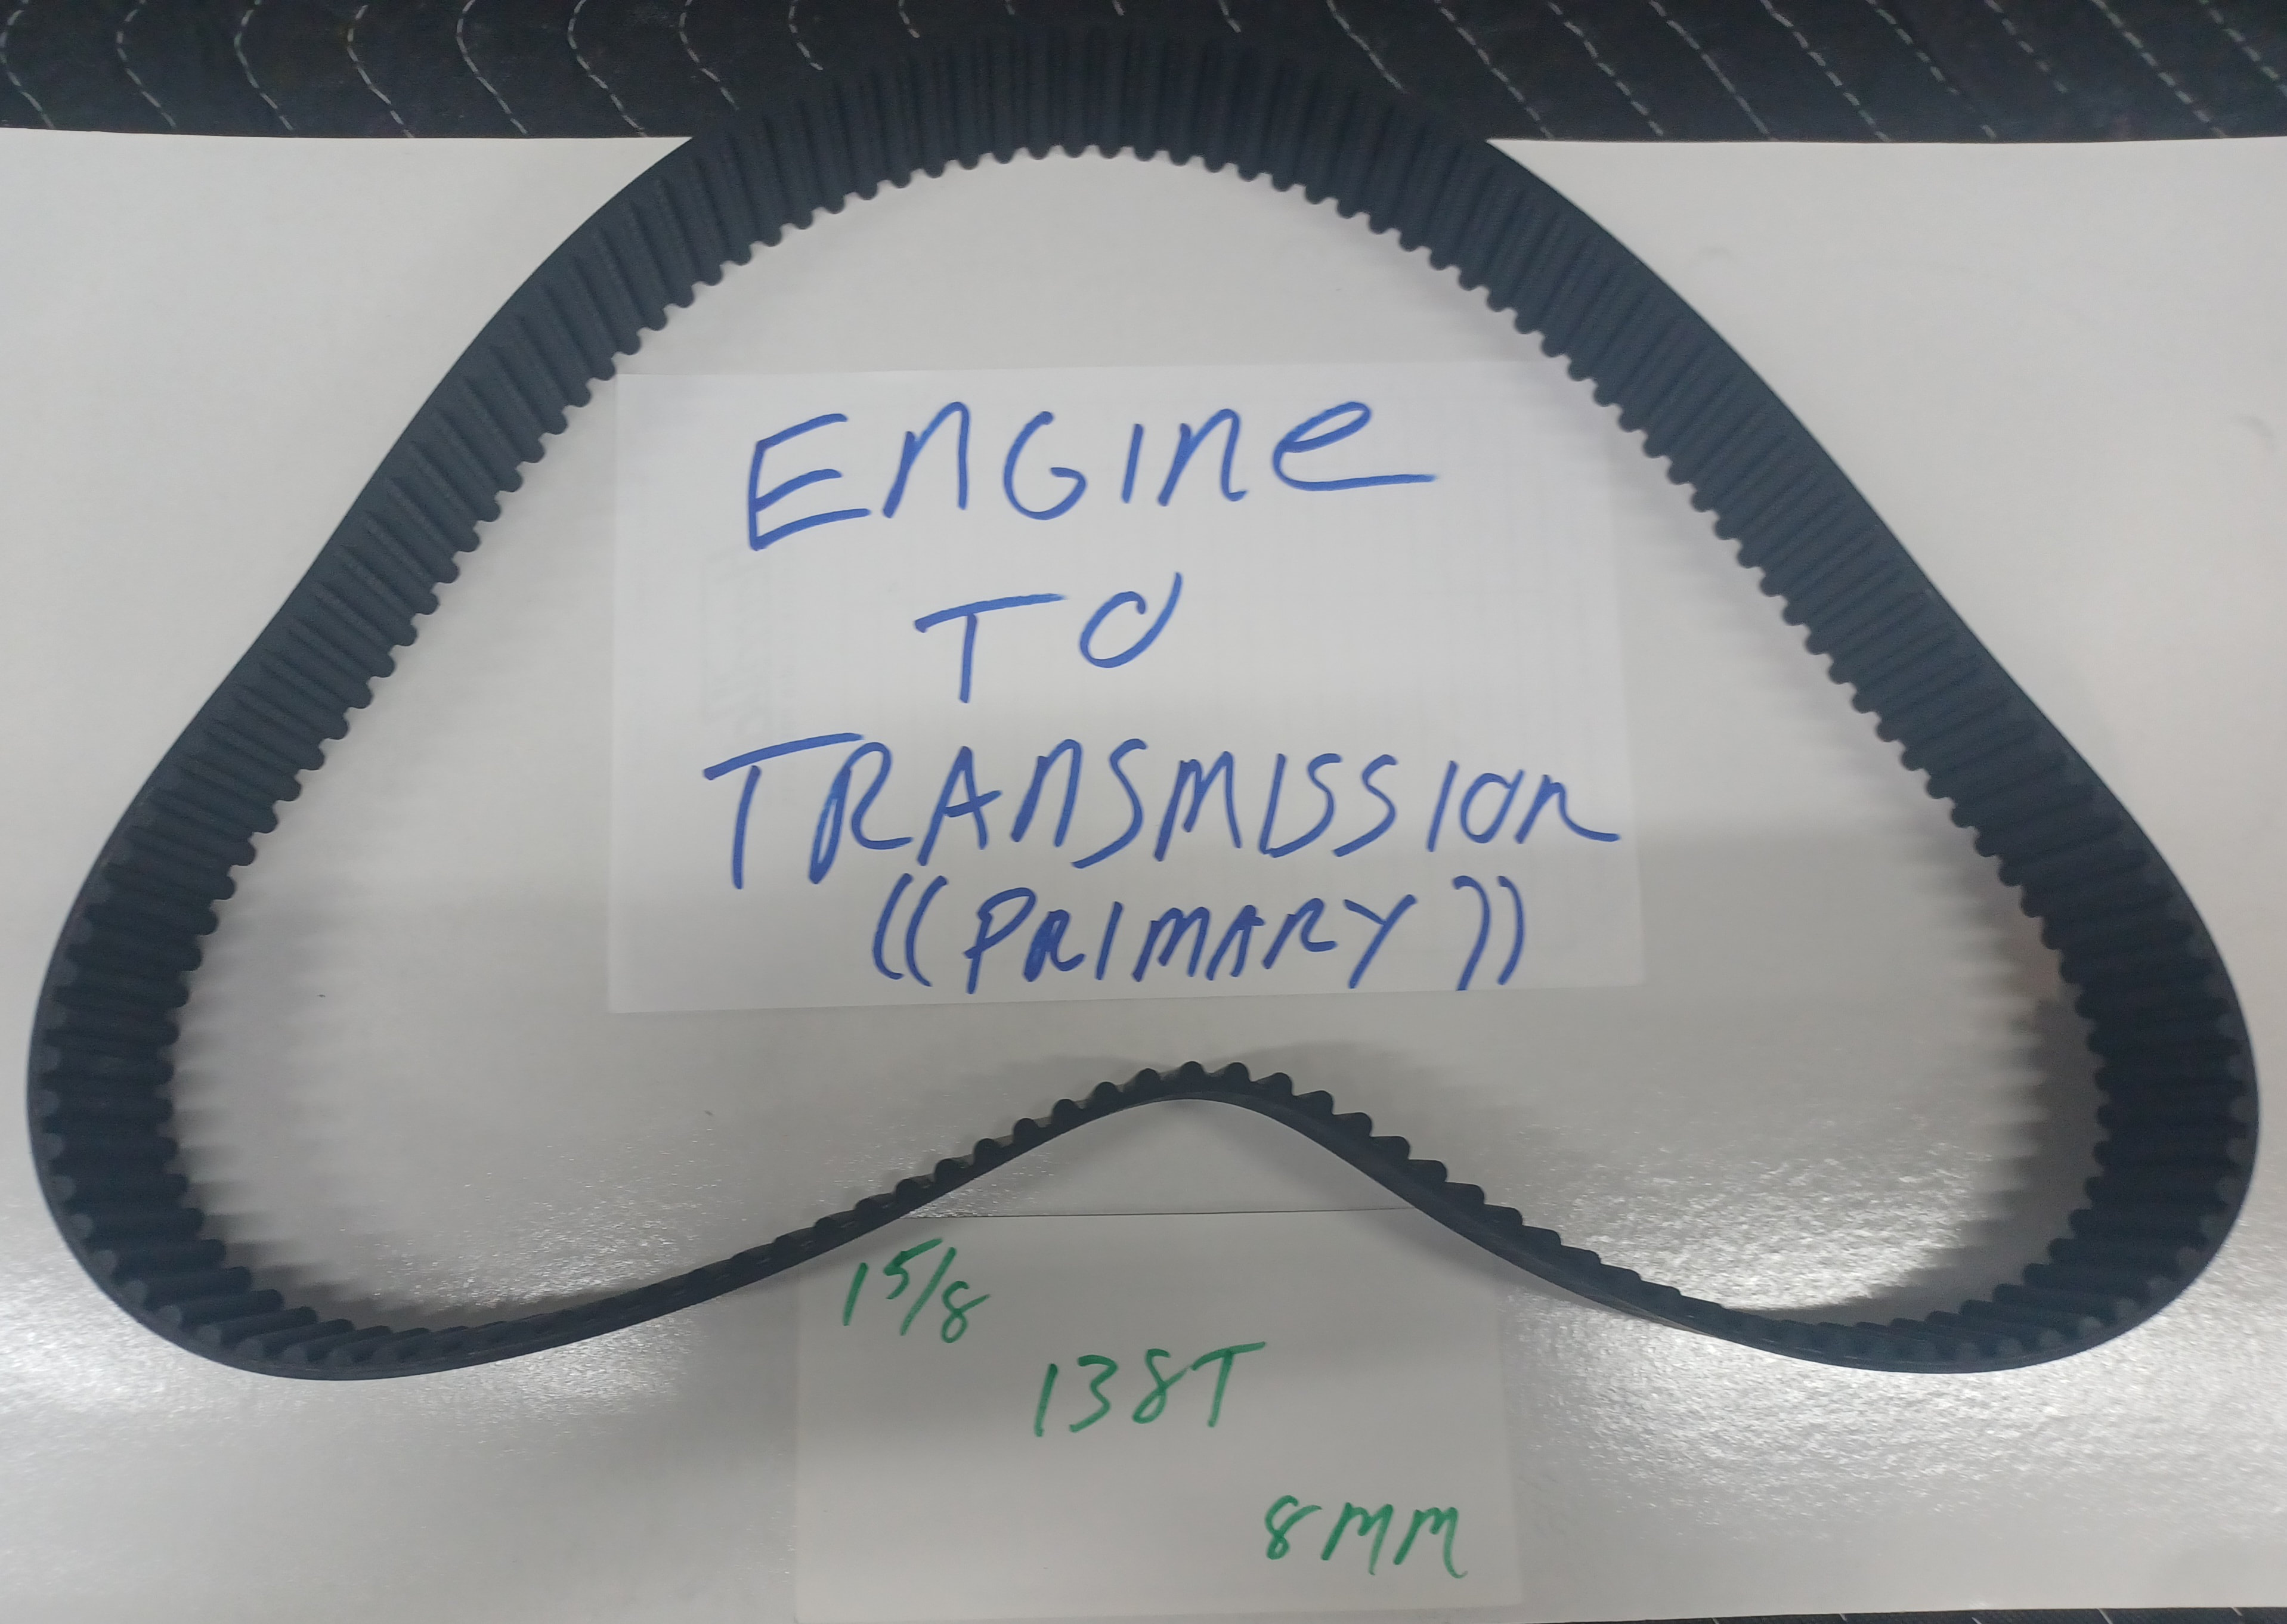 ENGINE
TO
TRANSMISSION
((PRIMARY))
1 5/8
138T
8MM